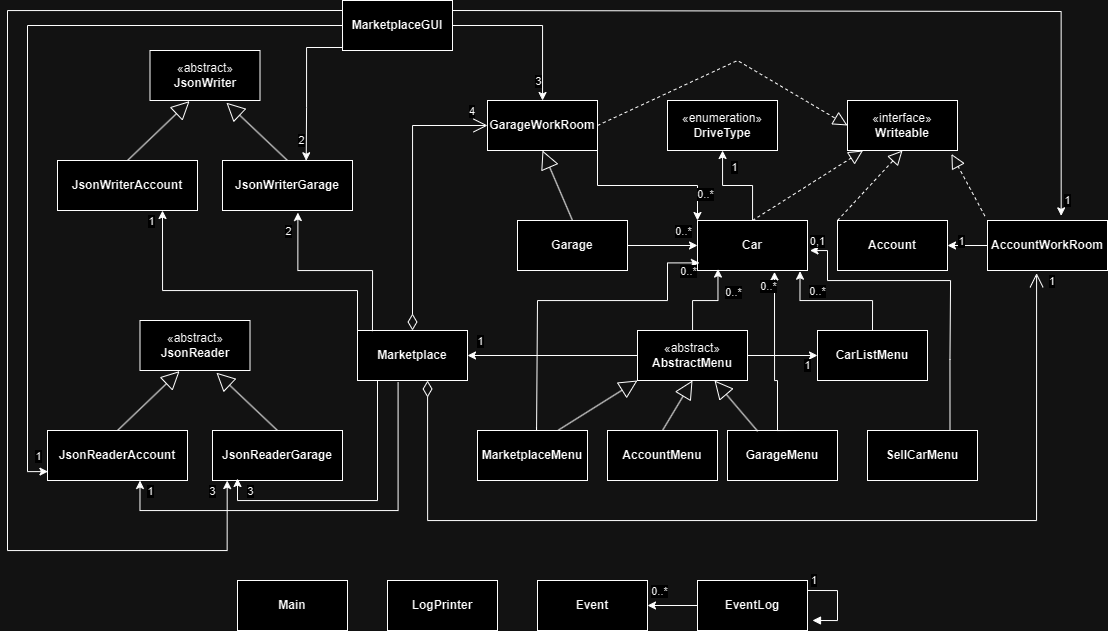 MarketplaceGUI
«abstract»
JsonWriter
3
4
GarageWorkRoom
«enumeration»
DriveType
«interface»
Writeable
2
1
JsonWriterAccount
JsonWriterGarage
0..*
1
1
2
0..*
Garage
Car
0,1
Account
1
AccountWorkRoom
0..*
0..*
0..*
0..*
1
«abstract»
JsonReader
Marketplace
1
«abstract»
AbstractMenu
1
CarListMenu
1
JsonReaderAccount
JsonReaderGarage
MarketplaceMenu
AccountMenu
GarageMenu
SellCarMenu
1
3
3
Main
LogPrinter
Event
0..*
EventLog
1